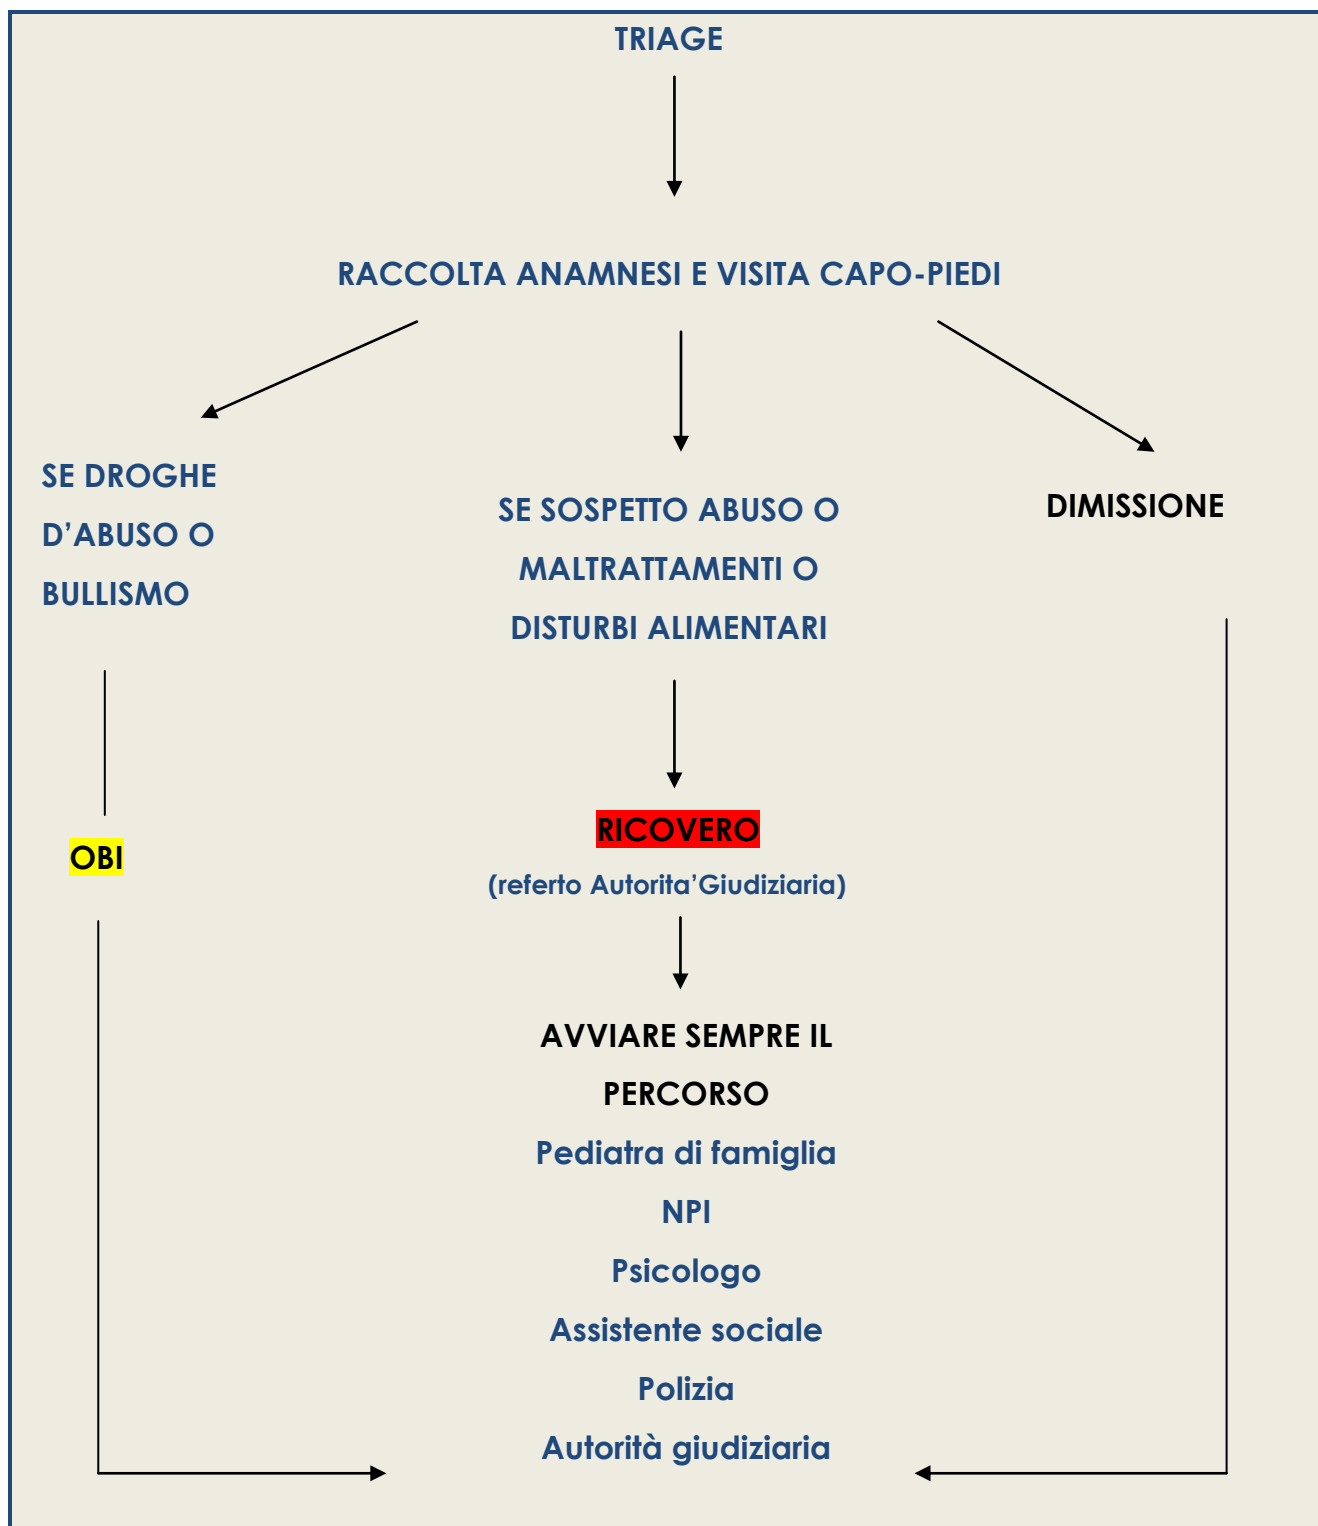 TRIAGE
RACCOLTA ANAMNESI E VISITA CAPO-PIEDI
SE DROGHE
D’ABUSO O
BULLISMO
SE SOSPETTO ABUSO O
MALTRATTAMENTI O
DISTURBI ALIMENTARI
DIMISSIONE
OBI
RICOVERO
(referto Autorita’Giudiziaria)
AVVIARE SEMPRE IL
PERCORSO
Pediatra di famiglia
NPI
Psicologo
Assistente sociale
Polizia
Autorità giudiziaria